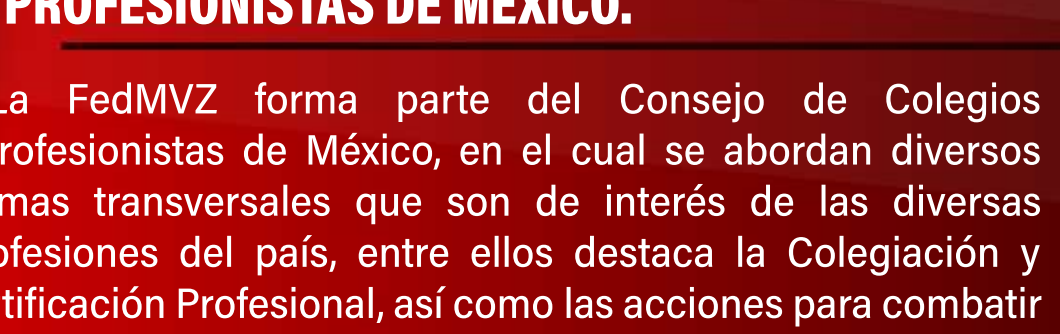 PROFESIONISTAS DE MÉXICO.
La FedMVZ forma parte del Consejo de Colegios
rofesionistas de México, en el cual se abordan diversos
mas transversales que son de interés de las diversas
ofesiones del país, entre ellos destaca la Colegiación y
tificación Profesional, así como las acciones para combatir